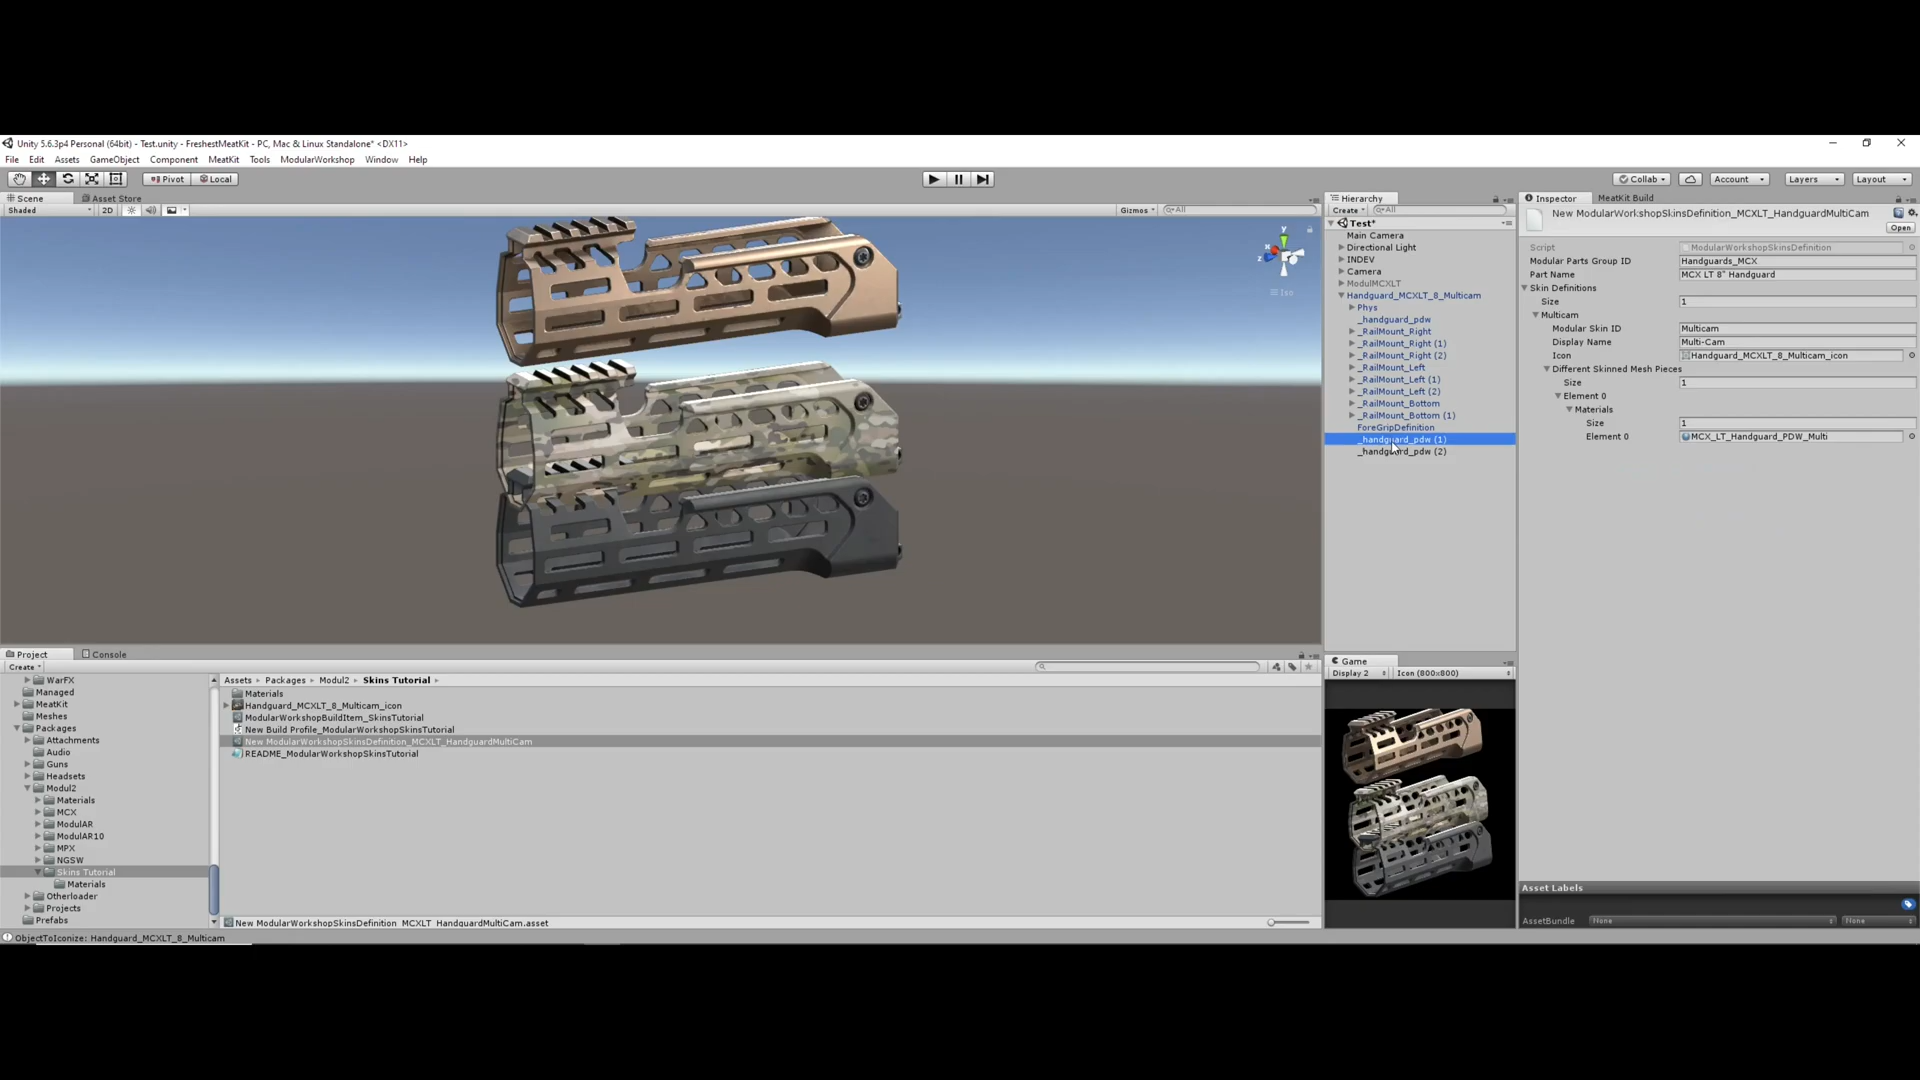 Unity 5.6.3p4 Personal (64bit) - Test.unity - FreshestMeatKit - PC, Mac & Linux Standalone* <DX11>
File Edit Assets GameObject Component MeatKit Tools ModularWorkshop Window Help
Pivot Local Collab Account Layers Layout
Scene Asset Store
Shaded 2D Gizmos All
y
x
z
Iso
Hierarchy
Create All
Test*
Main Camera
Directional Light
INDEV
Camera
ModulMCXLT
Handguard_MCXLT_8_Multicam
Phys
_handguard_pdw
_RailMount_Right
_RailMount_Right (1)
_RailMount_Right (2)
_RailMount_Left
_RailMount_Left (1)
_RailMount_Left (2)
_RailMount_Bottom
_RailMount_Bottom (1)
ForeGripDefinition
_handguard_pdw (1)
_handguard_pdw (2)
Game
Display 2 Icon (800x800)
Inspector MeatKit Build
New ModularWorkshopSkinsDefinition_MCXLT_HandguardMultiCam
Open
Script ModularWorkshopSkinsDefinition
Modular Parts Group ID Handguards_MCX
Part Name MCX LT 8" Handguard
Skin Definitions
Size 1
Multicam
Modular Skin ID Multicam
Display Name Multi-Cam
Icon Handguard_MCXLT_8_Multicam_icon
Different Skinned Mesh Pieces
Size 1
Element 0
Materials
Size 1
Element 0 MCX_LT_Handguard_PDW_Multi
Asset Labels
AssetBundle None None
Project Console
Create
WarFX
Managed
MeatKit
Meshes
Packages
Attachments
Audio
Guns
Headsets
Modul2
Materials
MCX
ModulAR
ModulAR10
MPX
NGSW
Skins Tutorial
Materials
Otherloader
Projects
Prefabs
Assets Packages Modul2 Skins Tutorial
Materials
Handguard_MCXLT_8_Multicam_icon
ModularWorkshopBuildItem_SkinsTutorial
New Build Profile_ModularWorkshopSkinsTutorial
New ModularWorkshopSkinsDefinition_MCXLT_HandguardMultiCam
README_ModularWorkshopSkinsTutorial
New ModularWorkshopSkinsDefinition_MCXLT_HandguardMultiCam.asset
ObjectToIconize: Handguard_MCXLT_8_Multicam